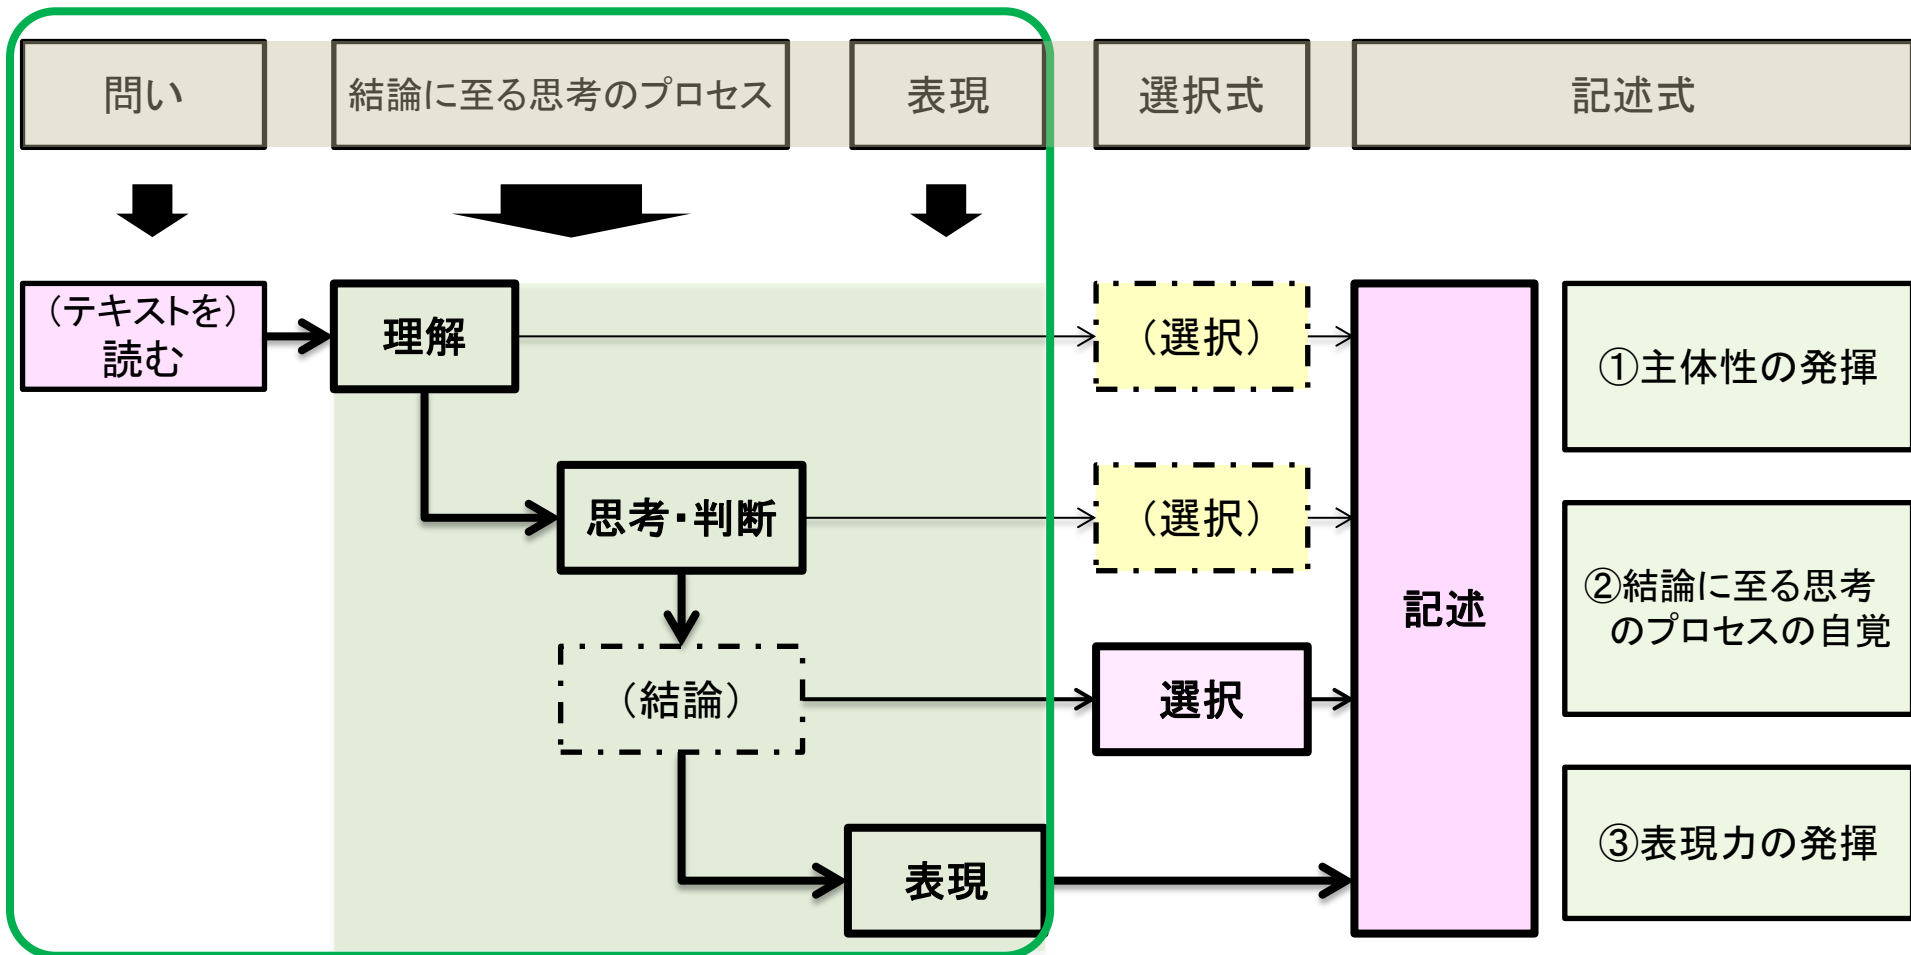 問い
結論に至る思考のプロセス
表現
選択式
記述式
（テキストを）
読む
理解
（選択）
①主体性の発揮
思考・判断
（選択）
②結論に至る思考
のプロセスの自覚
記述
（結論）
選択
③表現力の発揮
表現